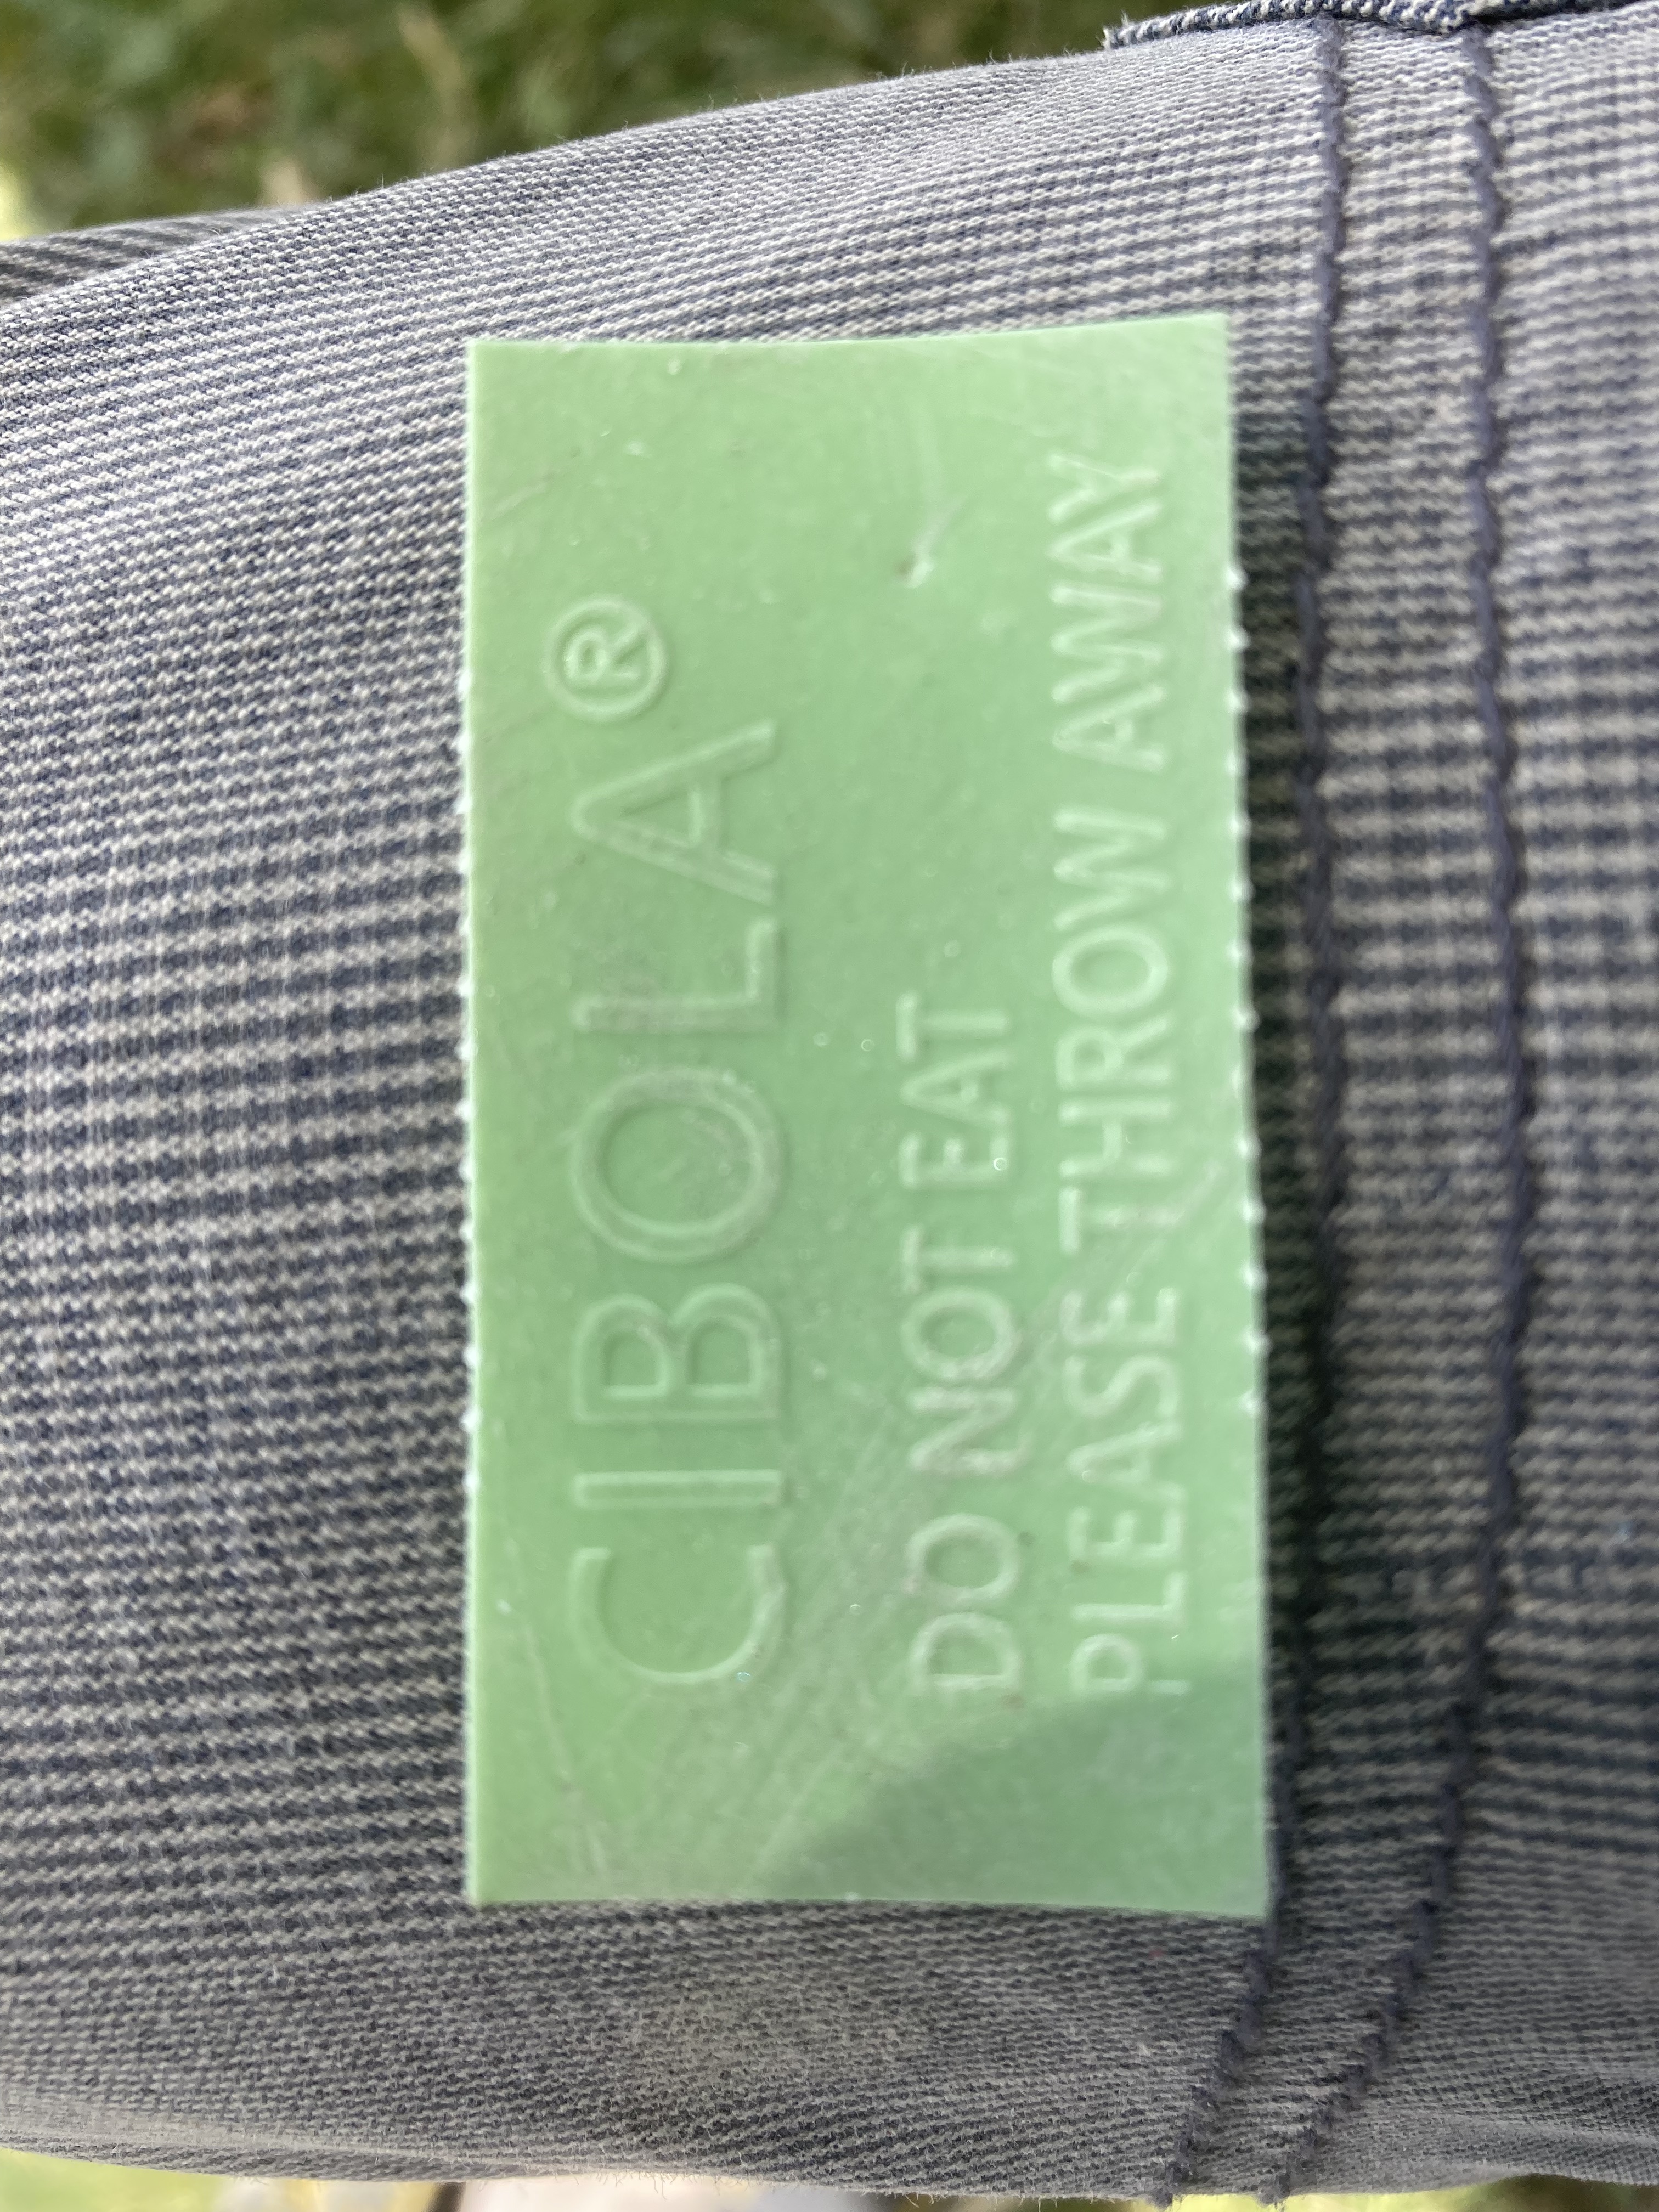 CIBOLA®
DO NOT EAT
PLEASE THROW AWAY